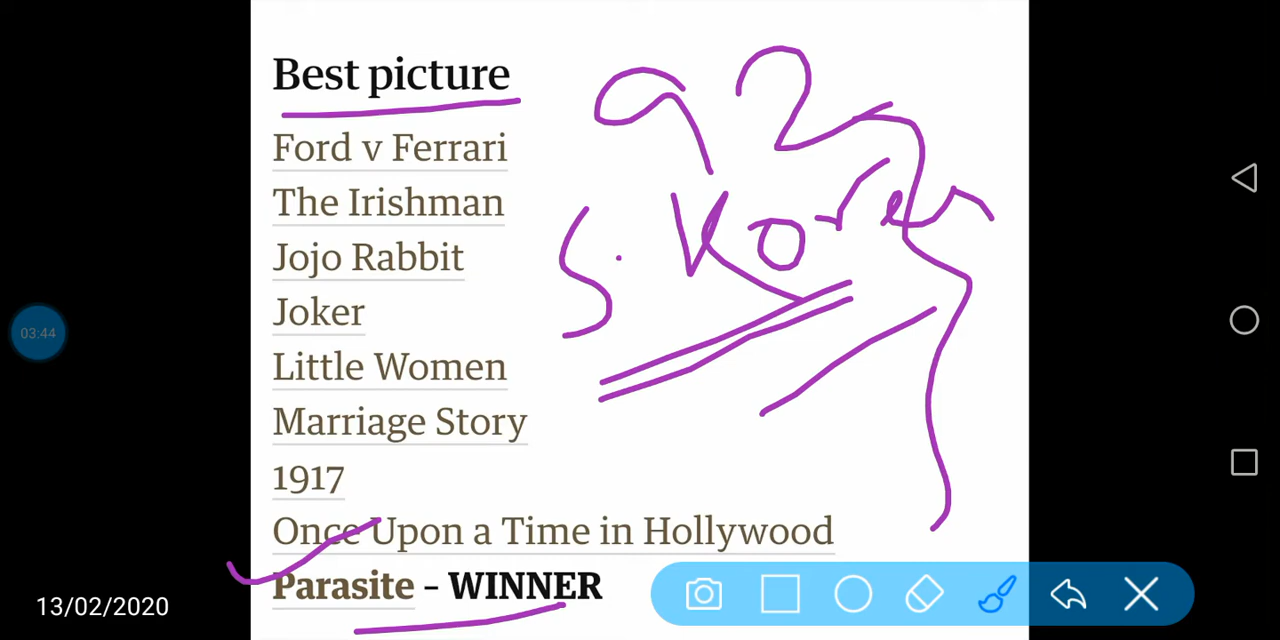 Best picture
92
Ford v Ferrari
The Irishman
S. Korea
Jojo Rabbit
Joker
03:44
Little Women
Marriage Story
1917
Once Upon a Time in Hollywood
Parasite - WINNER
13/02/2020